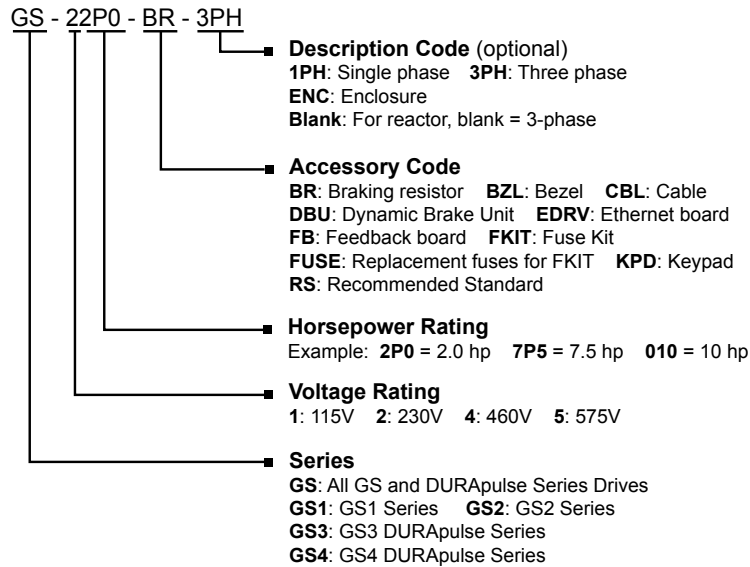 GS - 22P0 - BR - 3PH
Description Code (optional)
1PH: Single phase 3PH: Three phase
ENC: Enclosure
Blank: For reactor, blank = 3-phase
Accessory Code
BR: Braking resistor BZL: Bezel CBL: Cable
DBU: Dynamic Brake Unit EDRV: Ethernet board
FB: Feedback board FKIT: Fuse Kit
FUSE: Replacement fuses for FKIT KPD: Keypad
RS: Recommended Standard
Horsepower Rating
Example: 2P0 = 2.0 hp 7P5 = 7.5 hp 010 = 10 hp
Voltage Rating
1: 115V 2: 230V 4: 460V 5: 575V
Series
GS: All GS and DURApulse Series Drives
GS1: GS1 Series GS2: GS2 Series
GS3: GS3 DURApulse Series
GS4: GS4 DURApulse Series